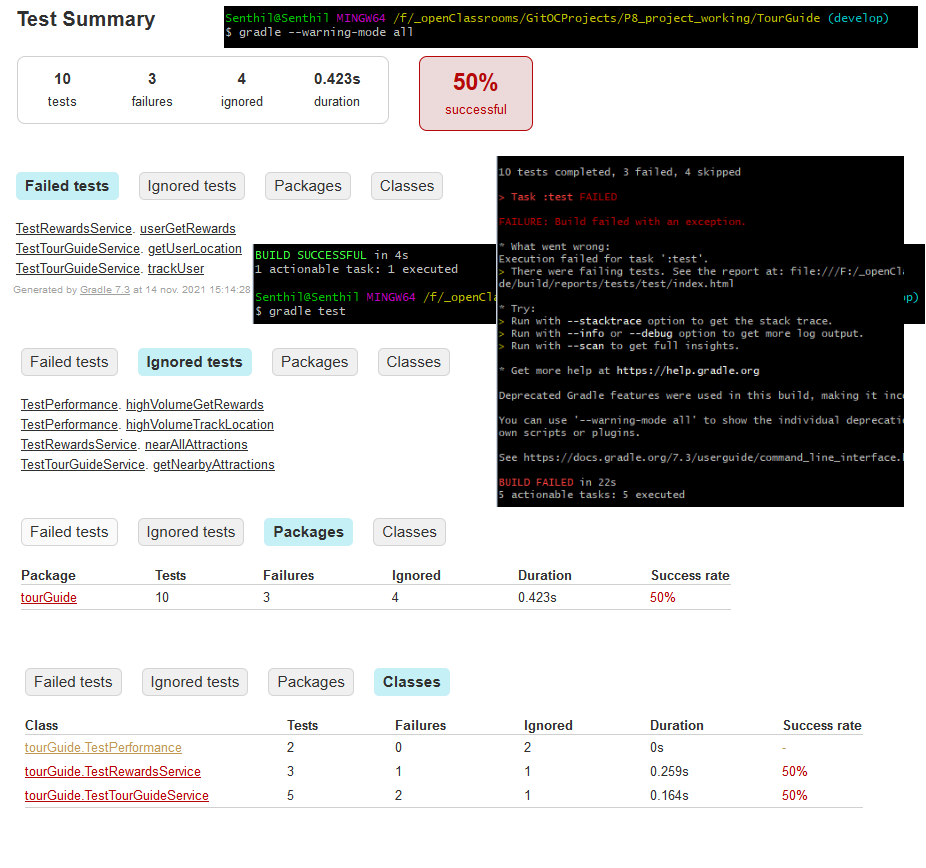 Test Summary
Senthil@Senthil MINGW64 /f/_openClassrooms/GitOCProjects/P8_project_working/TourGuide (develop)
$ gradle --warning-mode all
10 3 4 0.423s
tests failures ignored duration
50%
successful
Failed tests Ignored tests Packages Classes
TestRewardsService. userGetRewards
TestTourGuideService. getUserLocation
TestTourGuideService. trackUser
Generated by Gradle 7.3 at 14 nov. 2021 15:14:28
BUILD SUCCESSFUL in 4s
1 actionable task: 1 executed
Senthil@Senthil MINGW64 /f/_openCla
$ gradle test
10 tests completed, 3 failed, 4 skipped
> Task :test FAILED
FAILURE: Build failed with an exception.
* What went wrong:
Execution failed for task ':test'.
> There were failing tests. See the report at: file:///F:/_openCla
de/build/reports/tests/test/index.html
op)
* Try:
> Run with --stacktrace option to get the stack trace.
> Run with --info or --debug option to get more log output.
> Run with --scan to get full insights.
* Get more help at https://help.gradle.org
Deprecated Gradle features were used in this build, making it inco
You can use '--warning-mode all' to show the individual deprecati
own scripts or plugins.
See https://docs.gradle.org/7.3/userguide/command_line_interface.
BUILD FAILED in 22s
5 actionable tasks: 5 executed
Failed tests Ignored tests Packages Classes
TestPerformance. highVolumeGetRewards
TestPerformance. highVolumeTrackLocation
TestRewardsService. nearAllAttractions
TestTourGuideService. getNearbyAttractions
Failed tests Ignored tests Packages Classes
Package Tests Failures Ignored Duration Success rate
tourGuide 10 3 4 0.423s 50%
Failed tests Ignored tests Packages Classes
Class Tests Failures Ignored Duration Success rate
tourGuide.TestPerformance 2 0 2 0s -
tourGuide.TestRewardsService 3 1 1 0.259s 50%
tourGuide.TestTourGuideService 5 2 1 0.164s 50%